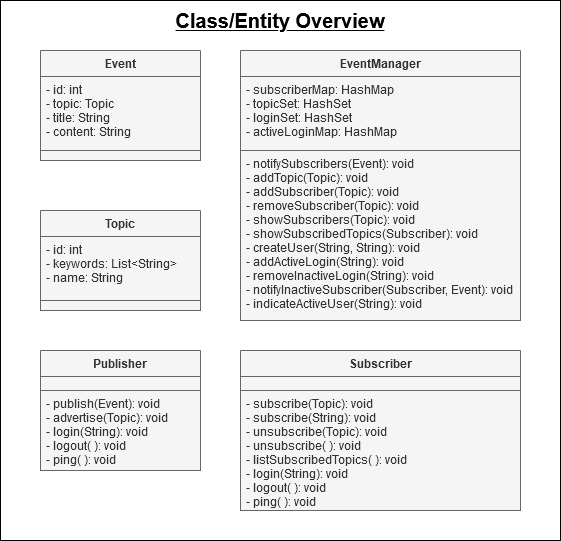 Class/Entity Overview
Event
- id: int
- topic: Topic
- title: String
- content: String
EventManager
- subscriberMap: HashMap
- topicSet: HashSet
- loginSet: HashSet
- activeLoginMap: HashMap
- notifySubscribers(Event): void
- addTopic(Topic): void
- addSubscriber(Topic): void
- removeSubscriber(Topic): void
- showSubscribers(Topic): void
- showSubscribedTopics(Subscriber): void
- createUser(String, String): void
- addActiveLogin(String): void
- removeInactiveLogin(String): void
- notifyInactiveSubscriber(Subscriber, Event): void
- indicateActiveUser(String): void
Topic
- id: int
- keywords: List<String>
- name: String
Publisher
- publish(Event): void
- advertise(Topic): void
- login(String): void
- logout( ): void
- ping( ): void
Subscriber
- subscribe(Topic): void
- subscribe(String): void
- unsubscribe(Topic): void
- unsubscribe( ): void
- listSubscribedTopics( ): void
- login(String): void
- logout( ): void
- ping( ): void